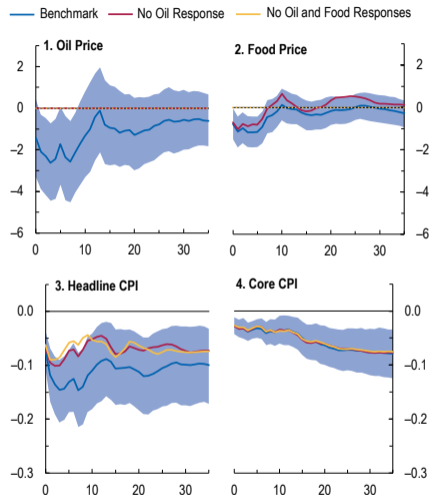 Benchmark No Oil Response No Oil and Food Responses
1. Oil Price
2
0
−2
−4
−6
0 10 20 30
2. Food Price
2
0
−2
−4
−6
0 10 20 30
3. Headline CPI
0.0
−0.1
−0.2
−0.3
0 10 20 30
4. Core CPI
0.0
−0.1
−0.2
−0.3
0 10 20 30